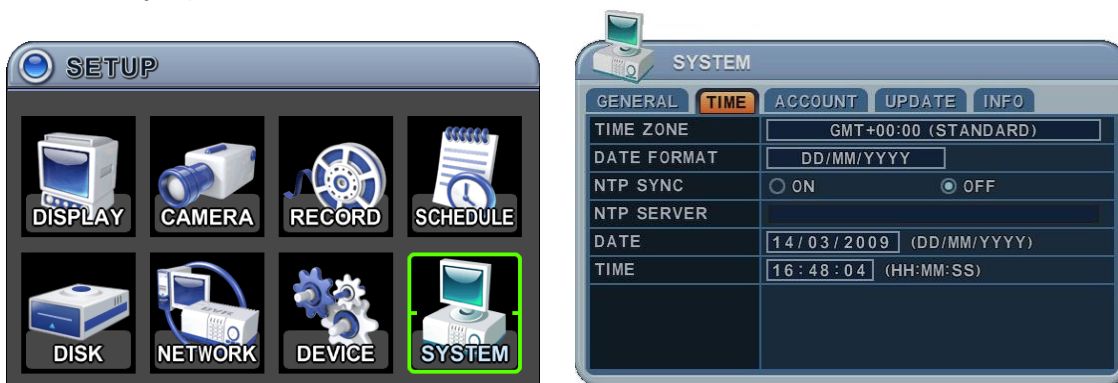 SETUP
DISPLAY CAMERA RECORD SCHEDULE
DISK NETWORK DEVICE SYSTEM
SYSTEM
GENERAL TIME ACCOUNT UPDATE INFO
TIME ZONE GMT+00:00 (STANDARD)
DATE FORMAT DD/MM/YYYY
NTP SYNC ON OFF
NTP SERVER
DATE 14/03/2009 (DD/MM/YYYY)
TIME 16:48:04 (HH:MM:SS)